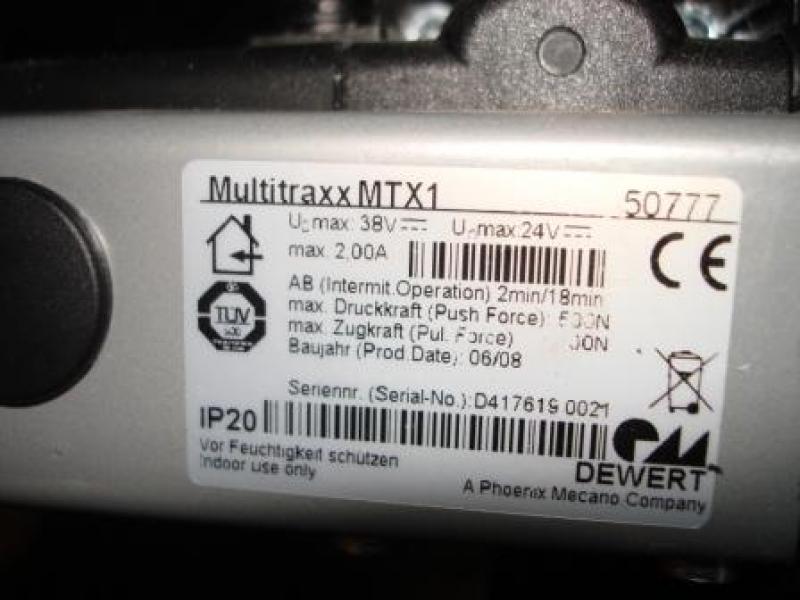 Multitraxx MTX1 50777
max: 38V max: 24V
max. 2,00A
CE
AB (Intermit.Operation) 2min/18min
TÜV
max. Druckkraft (Push Force):
max. Zugkraft Force)
Baujahr (Prod.Date): 06/08
Seriennr. (Serial-No.): D417619 0021
IP20
Vor Feuchtigkeit schützen
Indoor use only
DEWERT
A Phoenix Mecano Company